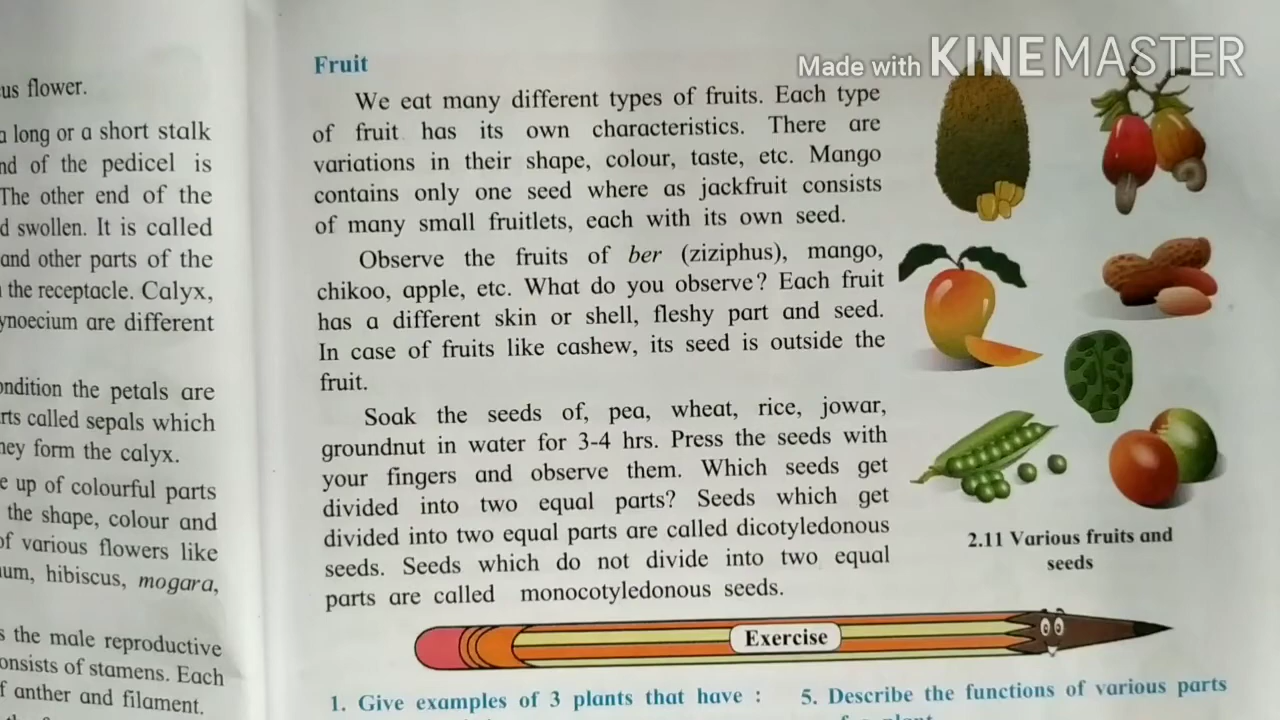 us flower.
a long or a short stalk
nd of the pedicel is
The other end of the
d swollen. It is called
and other parts of the
the receptacle. Calyx,
ynoecium are different
ondition the petals are
rts called sepals which
hey form the calyx.
e up of colourful parts
the shape, colour and
of various flowers like
um, hibiscus, mogara,
s the male reproductive
onsists of stamens. Each
f anther and filament.
Fruit
We eat many different types of fruits. Each type
of fruit has its own characteristics. There are
variations in their shape, colour, taste, etc. Mango
contains only one seed where as jackfruit consists
of many small fruitlets, each with its own seed.
Observe the fruits of ber (ziziphus), mango,
chikoo, apple, etc. What do you observe? Each fruit
has a different skin or shell, fleshy part and seed.
In case of fruits like cashew, its seed is outside the
fruit.
Soak the seeds of, pea, wheat, rice, jowar,
groundnut in water for 3-4 hrs. Press the seeds with
your fingers and observe them. Which seeds get
divided into two equal parts? Seeds which get
divided into two equal parts are called dicotyledonous
seeds. Seeds which do not divide into two equal
parts are called monocotyledonous seeds.
Made with KINEMASTER
2.11 Various fruits and
seeds
Exercise
1. Give examples of 3 plants that have :
5. Describe the functions of various parts